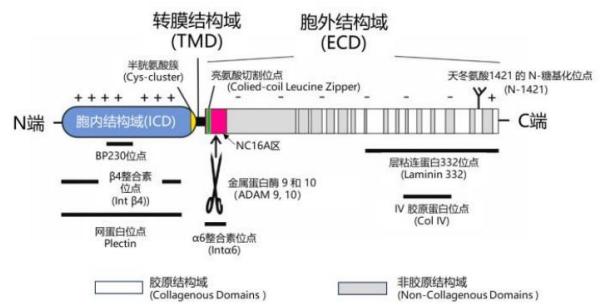 转膜结构域
(TMD)
胞外结构域
(ECD)
半胱氨酸簇
(Cys-cluster)
亮氨酸切割位点
(Colied-coil Leucine Zipper)
天冬氨酸1421 的 N-糖基化位点
(N-1421)
+ + + + + + +
- - - - - +
N端
胞内结构域(ICD)
C端
NC16A区
BP230位点
β4整合素
位点
(Int β4))
网蛋白位点
Plectin
金属蛋白酶 9 和 10
(ADAM 9, 10)
α6整合素位点
(Intα6)
层粘连蛋白332位点
(Laminin 332)
IV 胶原蛋白位点
(Col IV)
胶原结构域
(Collagenous Domains )
非胶原结构域
(Non-Collagenous Domains )